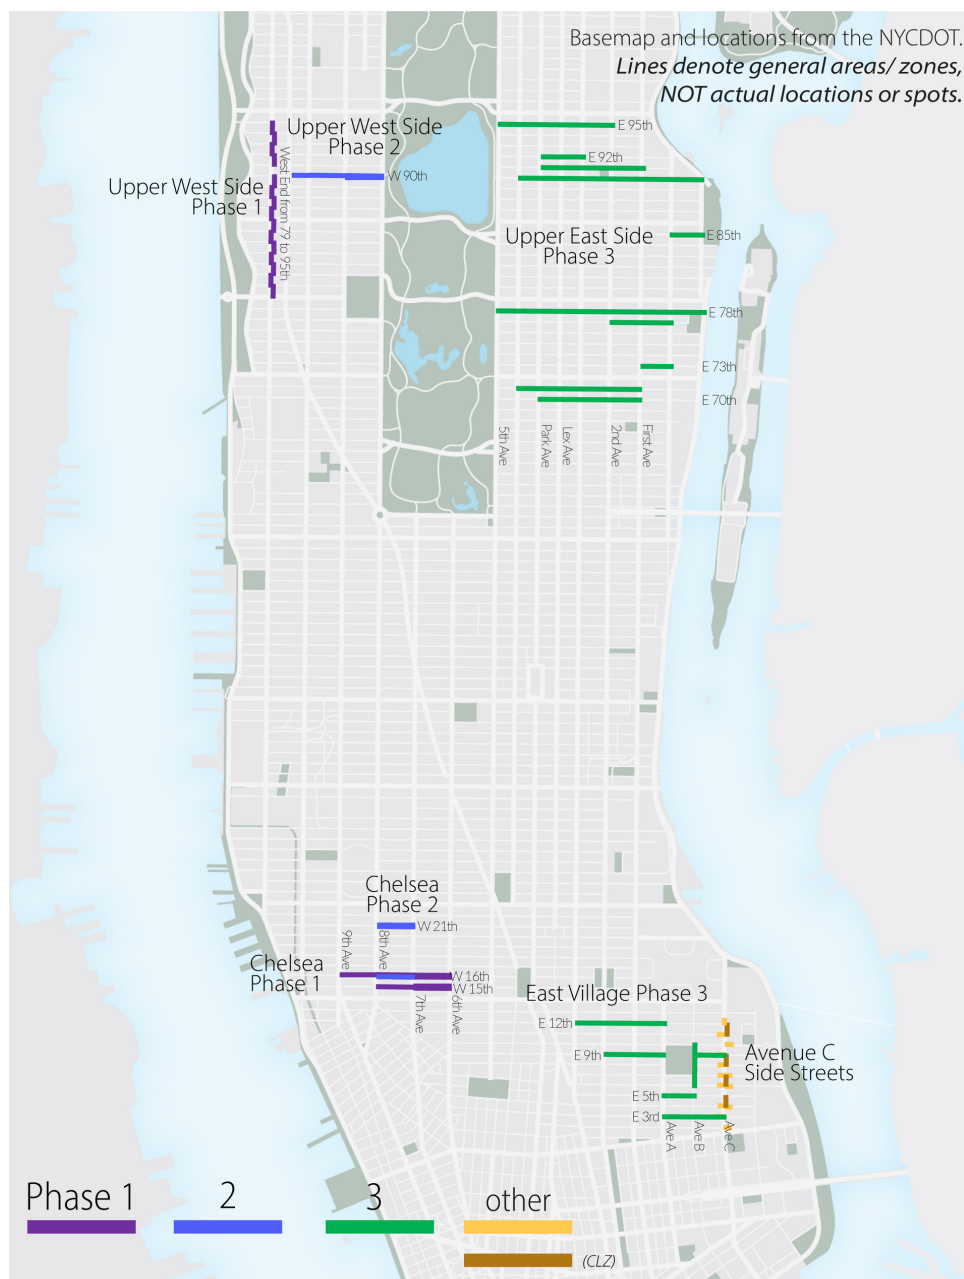 Basemap and locations from the NYCDOT.
Lines denote general areas/ zones,
NOT actual locations or spots.
Upper West Side
Phase 2
E 95th
E 92th
W 90th
Upper West Side
Phase 1
West End from 79 to 95th
Upper East Side
Phase 3
E 85th
E 78th
E 73th
E 70th
5th Ave
Park Ave
Lex Ave
2nd Ave
First Ave
Chelsea
Phase 2
W 21th
9th Ave
8th Ave
Chelsea
Phase 1
W 16th
W 15th
7th Ave
6th Ave
East Village Phase 3
E 12th
E 9th
Avenue C
Side Streets
E 5th
E 3rd
Ave A
Ave B
Ave C
Phase 1
2
3
other
(CLZ)